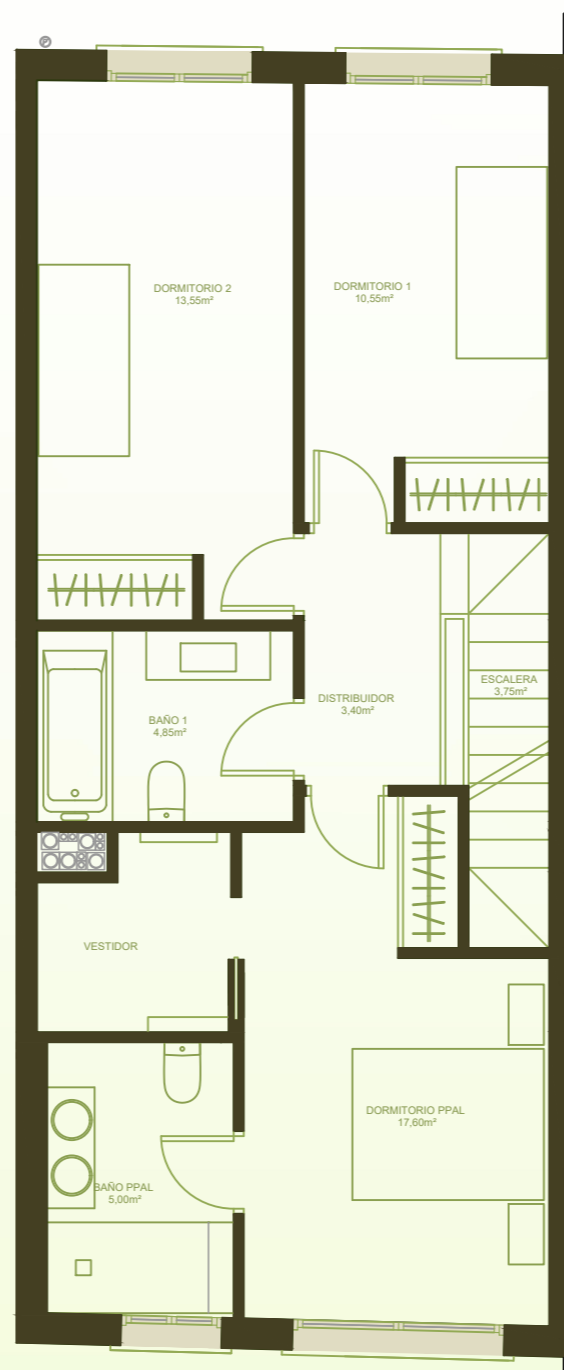 DORMITORIO 2
13,55m²
DORMITORIO 1
10,55m²
ESCALERA
3,75m²
DISTRIBUIDOR
3,40m²
BAÑO 1
4,85m²
VESTIDOR
DORMITORIO PPAL
17,60m²
BAÑO PPAL
5,00m²